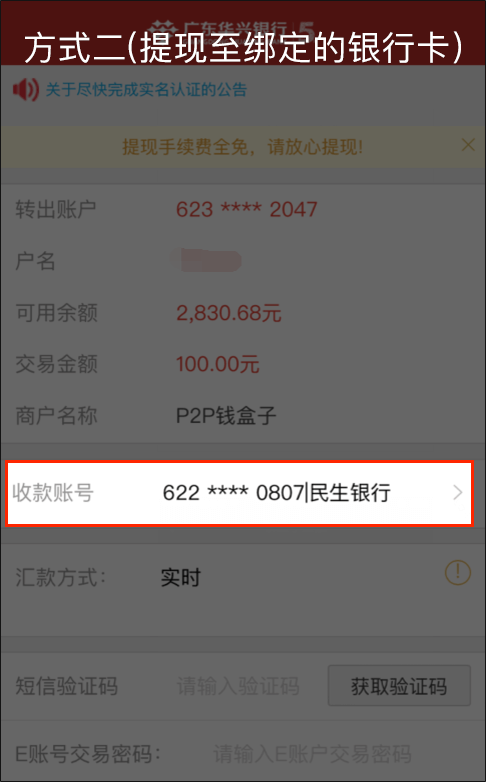 广东华兴银行
方式二(提现至绑定的银行卡)
关于尽快完成实名认证的公告
提现手续费全免，请放心提现!
转出账户 623 **** 2047
户名
可用余额 2,830.68元
交易金额 100.00元
商户名称 P2P钱盒子
收款账号 622 **** 0807|民生银行
汇款方式： 实时
短信验证码 请输入验证码 获取验证码
E账号交易密码： 请输入E账户交易密码